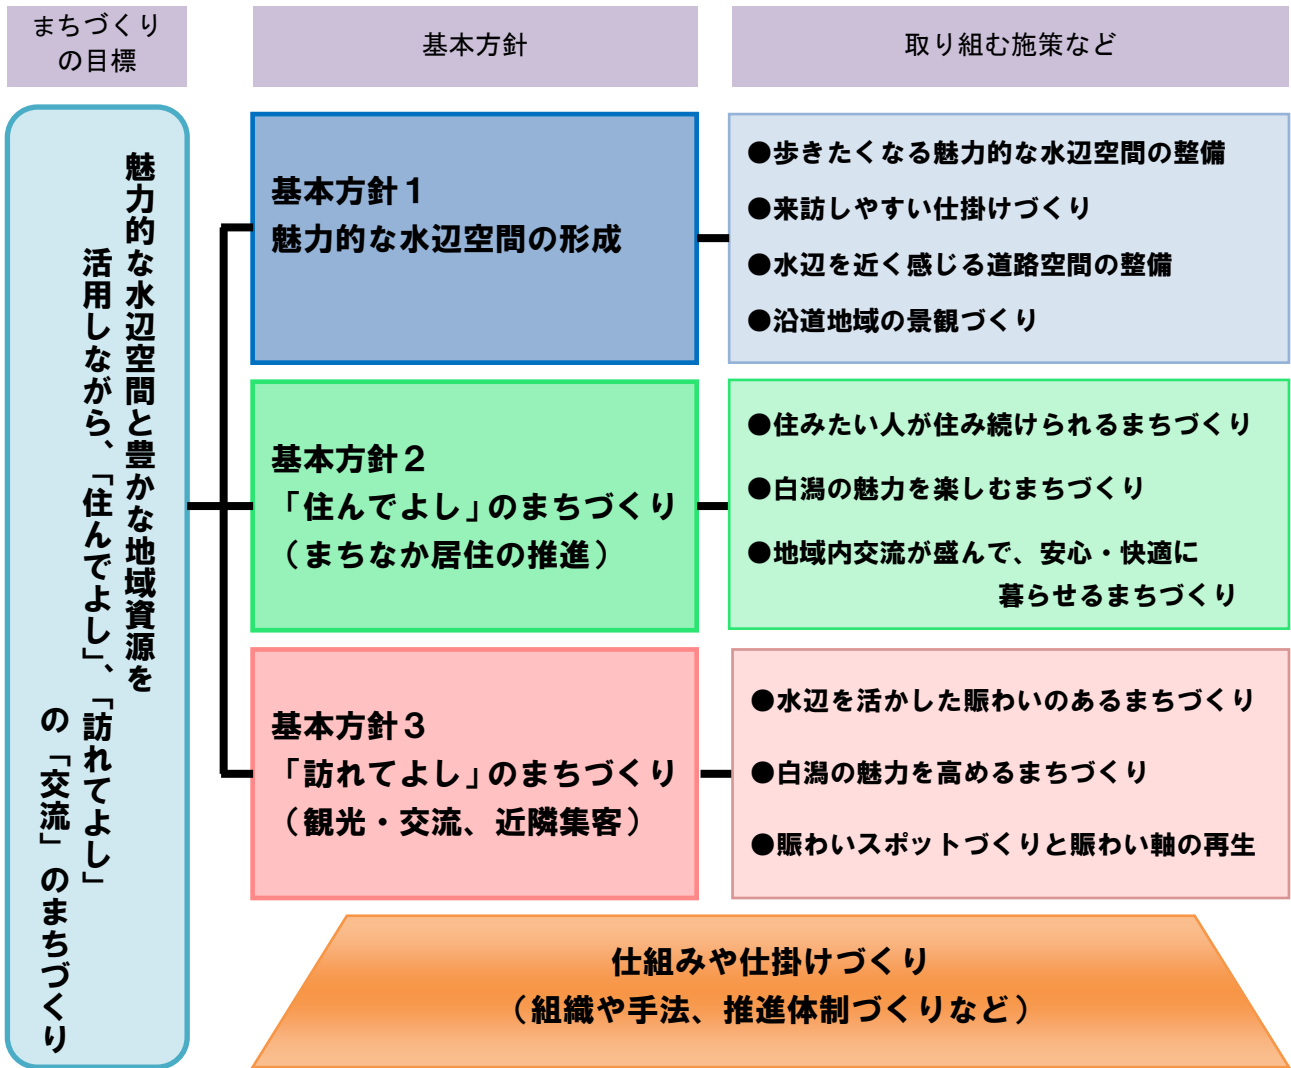 まちづくり
の目標
基本方針
取り組む施策など
魅力的な水辺空間と豊かな地域資源を
活用しながら、「住んでよし」、「訪れてよし」
の「交流」のまちづくり
基本方針１
魅力的な水辺空間の形成
●歩きたくなる魅力的な水辺空間の整備
●来訪しやすい仕掛けづくり
●水辺を近く感じる道路空間の整備
●沿道地域の景観づくり
基本方針２
「住んでよし」のまちづくり
（まちなか居住の推進）
●住みたい人が住み続けられるまちづくり
●白潟の魅力を楽しむまちづくり
●地域内交流が盛んで、安心・快適に
暮らせるまちづくり
基本方針３
「訪れてよし」のまちづくり
（観光・交流、近隣集客）
●水辺を活かした賑わいのあるまちづくり
●白潟の魅力を高めるまちづくり
●賑わいスポットづくりと賑わい軸の再生
仕組みや仕掛けづくり
（組織や手法、推進体制づくりなど）